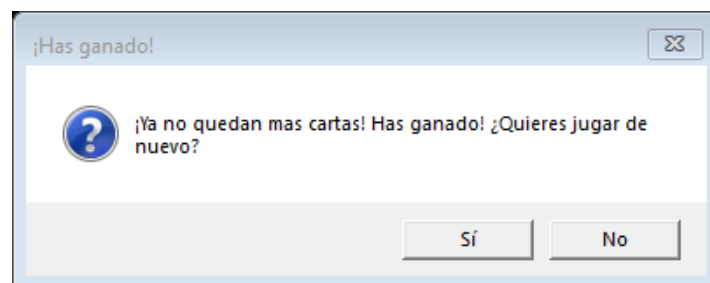 ¡Has ganado!
¡Ya no quedan mas cartas! Has ganado! ¿Quieres jugar de
nuevo?
Sí
No